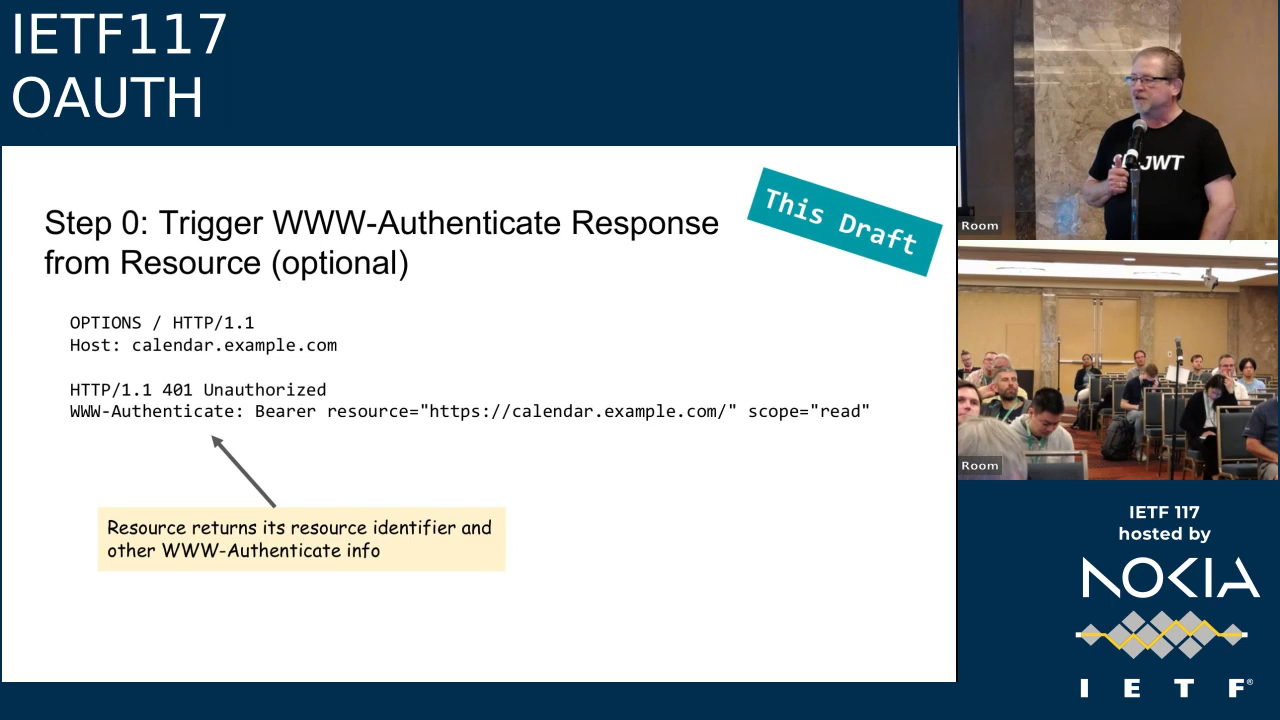 IETF117
OAUTH
Step 0: Trigger WWW-Authenticate Response
from Resource (optional)
This Draft
OPTIONS / HTTP/1.1
Host: calendar.example.com
HTTP/1.1 401 Unauthorized
WWW-Authenticate: Bearer resource="https://calendar.example.com/" scope="read"
Resource returns its resource identifier and
other WWW-Authenticate info
JWT
Room
Room
IETF 117
hosted by
NOKIA
I E T F®